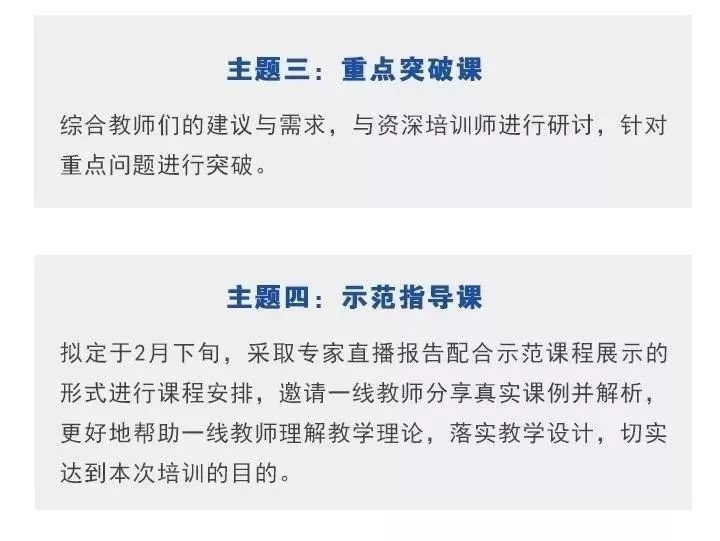 主题三：重点突破课
综合教师们的建议与需求，与资深培训师进行研讨，针对
重点问题进行突破。
主题四：示范指导课
拟定于2月下旬，采取专家直播报告配合示范课程展示的
形式进行课程安排，邀请一线教师分享真实课例并解析，
更好地帮助一线教师理解教学理论，落实教学设计，切实
达到本次培训的目的。